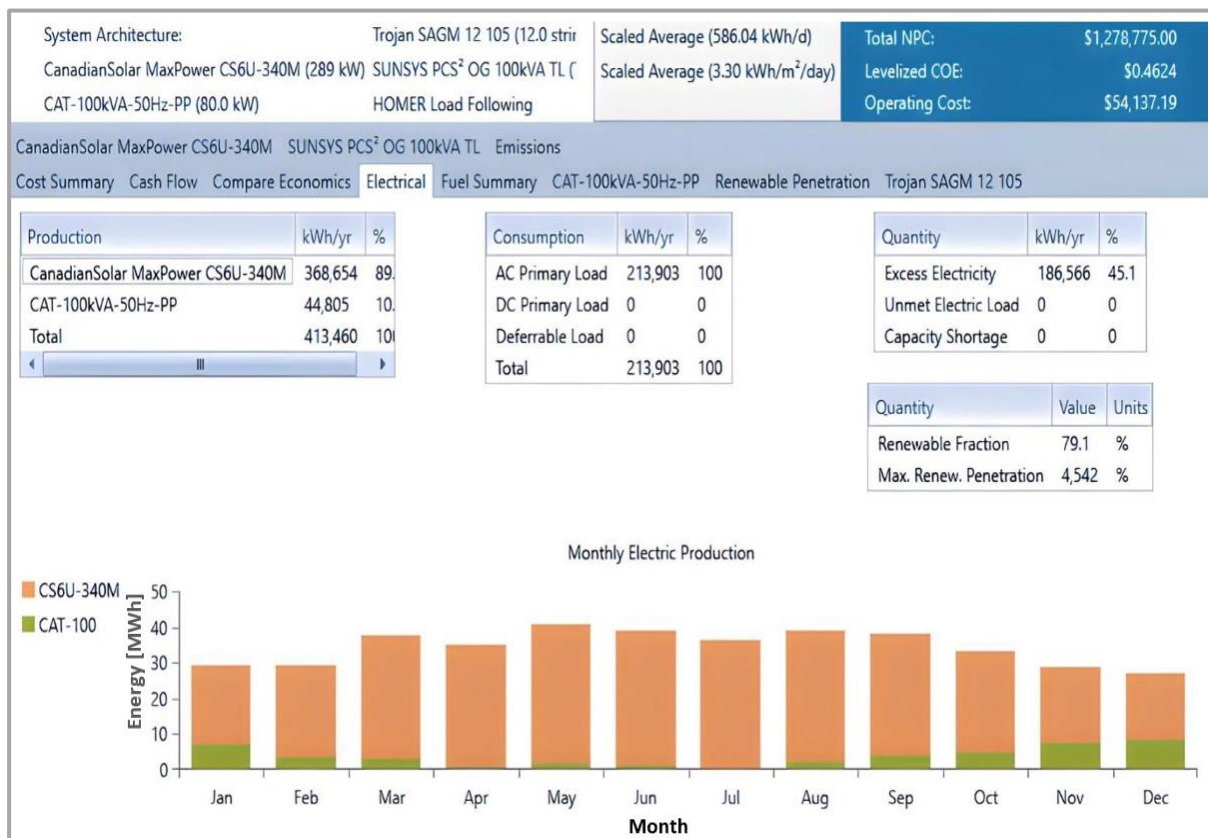 System Architecture: Trojan SAGM 12 105 (12.0 strin
CanadianSolar MaxPower CS6U-340M (289 kW) SUNSYS PCS² OG 100kVA TL (
CAT-100kVA-50Hz-PP (80.0 kW) HOMER Load Following
Scaled Average (586.04 kWh/d)
Scaled Average (3.30 kWh/m²/day)
Total NPC: $1,278,775.00
Levelized COE: $0.4624
Operating Cost: $54,137.19
CanadianSolar MaxPower CS6U-340M SUNSYS PCS² OG 100kVA TL Emissions
Cost Summary Cash Flow Compare Economics Electrical Fuel Summary CAT-100kVA-50Hz-PP Renewable Penetration Trojan SAGM 12 105
Production kWh/yr %
CanadianSolar MaxPower CS6U-340M 368,654 89.
CAT-100kVA-50Hz-PP 44,805 10.
Total 413,460 10
Consumption kWh/yr %
AC Primary Load 213,903 100
DC Primary Load 0 0
Deferrable Load 0 0
Total 213,903 100
Quantity kWh/yr %
Excess Electricity 186,566 45.1
Unmet Electric Load 0 0
Capacity Shortage 0 0
Quantity Value Units
Renewable Fraction 79.1 %
Max. Renew. Penetration 4,542 %
Monthly Electric Production
CS6U-340M
CAT-100
Energy [MWh]
50
40
30
20
10
0
Jan Feb Mar Apr May Jun Jul Aug Sep Oct Nov Dec
Month